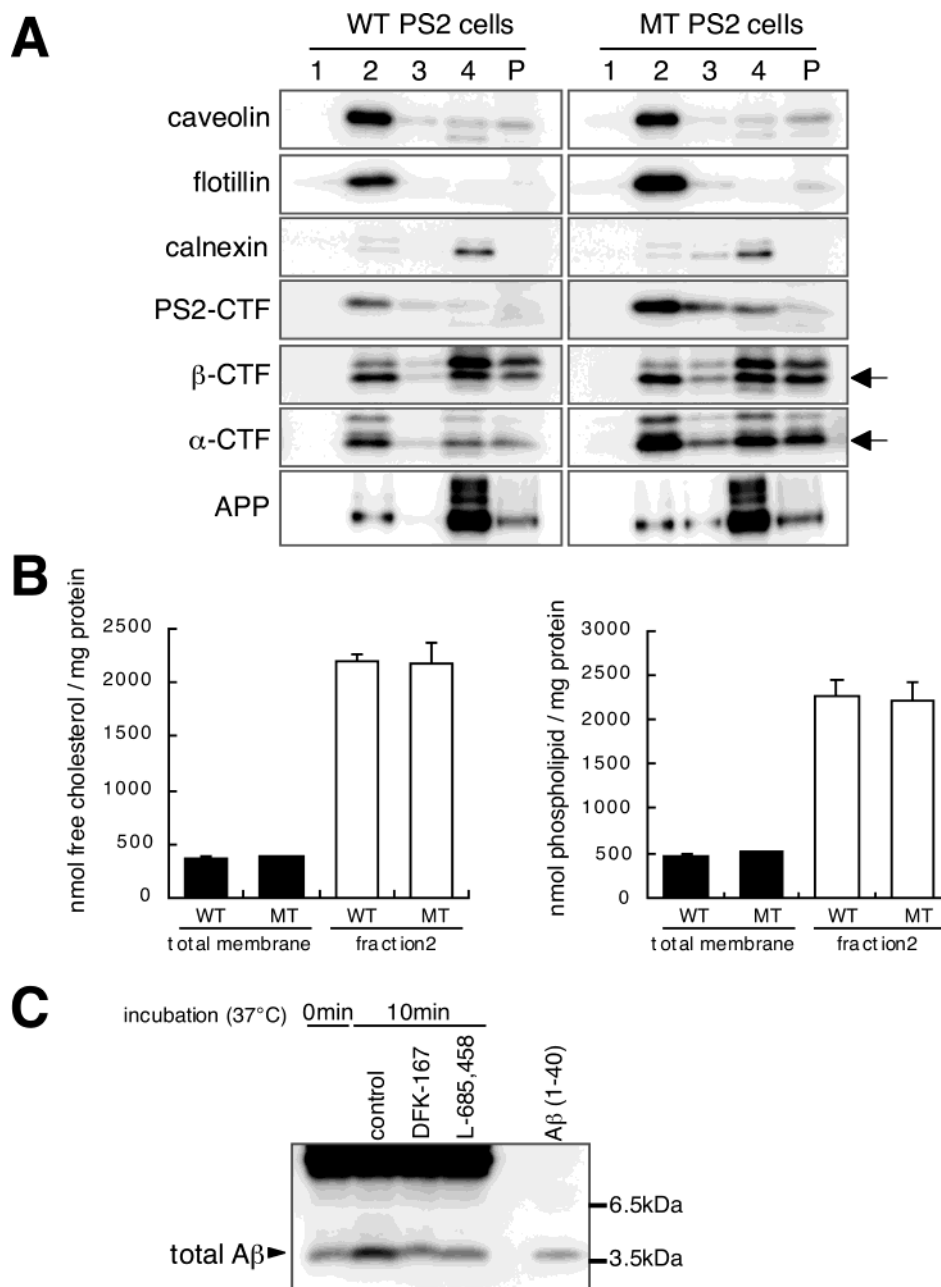 A
WT PS2 cells
MT PS2 cells
1 2 3 4 P
1 2 3 4 P
caveolin
flotillin
calnexin
PS2-CTF
β-CTF
α-CTF
APP
B
nmol free cholesterol / mg protein
2500
2000
1500
1000
500
0
WT MT WT MT
total membrane fraction2
nmol phospholipid / mg protein
3000
2500
2000
1500
1000
500
0
WT MT WT MT
total membrane fraction2
C
incubation (37°C) 0min 10min
control
DFK-167
L-685,458
Aβ (1-40)
6.5kDa
total Aβ
3.5kDa